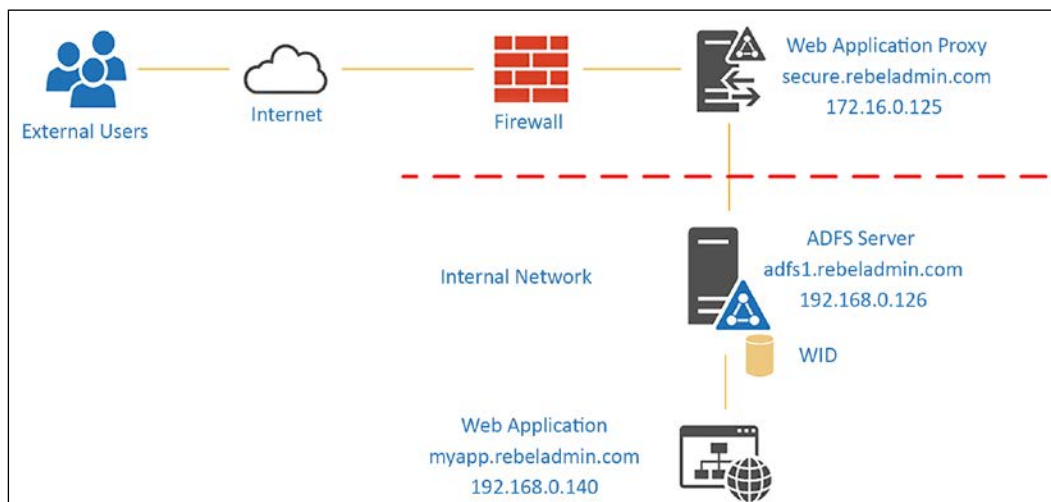 External Users
Internet
Firewall
Web Application Proxy
secure.rebeladmin.com
172.16.0.125
Internal Network
ADFS Server
adfs1.rebeladmin.com
192.168.0.126
WID
Web Application
myapp.rebeladmin.com
192.168.0.140